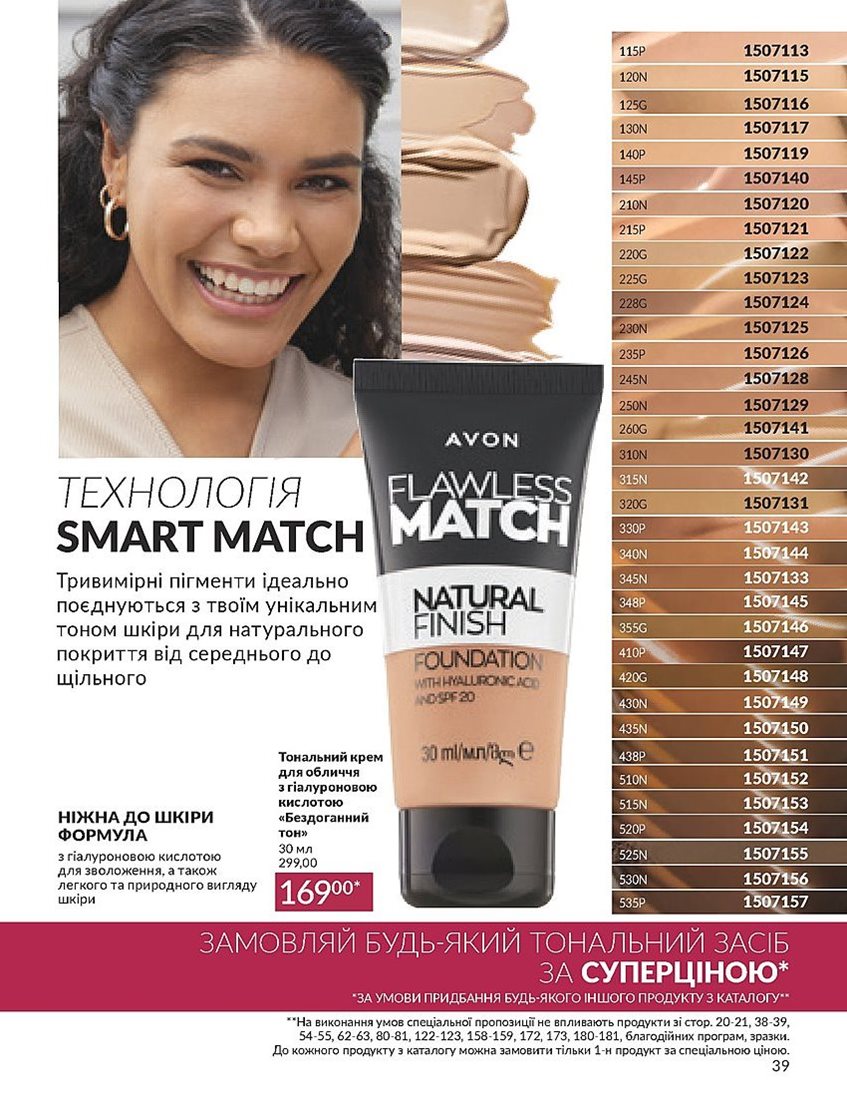 115P 1507113
120N 1507115
125G 1507116
130N 1507117
140P 1507119
145P 1507140
210N 1507120
215P 1507121
220G 1507122
225G 1507123
228G 1507124
230N 1507125
235P 1507126
245N 1507128
250N 1507129
260G 1507141
310N 1507130
315N 1507142
320G 1507131
330P 1507143
340N 1507144
345N 1507133
348P 1507145
355G 1507146
410P 1507147
420G 1507148
430N 1507149
435N 1507150
438P 1507151
510N 1507152
515N 1507153
520P 1507154
525N 1507155
530N 1507156
535P 1507157
AVON
FLAWLESS
MATCH
NATURAL
FINISH
FOUNDATION
WITH HYALURONIC ACID
AND SPF 20
30 ml/мл/გრ e
ТЕХНОЛОГІЯ
SMART MATCH
Тривимірні пігменти ідеально
поєднуються з твоїм унікальним
тоном шкіри для натурального
покриття від середнього до
щільного
Тональний крем
для обличчя
з гіалуроновою
кислотою
«Бездоганний
тон»
30 мл
299,00
169,00*
НІЖНА ДО ШКІРИ
ФОРМУЛА
з гіалуроновою кислотою
для зволоження, а також
легкого та природного вигляду
шкіри
ЗАМОВЛЯЙ БУДЬ-ЯКИЙ ТОНАЛЬНИЙ ЗАСІБ
ЗА СУПЕРЦІНОЮ*
*ЗА УМОВИ ПРИДБАННЯ БУДЬ-ЯКОГО ІНШОГО ПРОДУКТУ З КАТАЛОГУ**
**На виконання умов спеціальної пропозиції не впливають продукти зі стор. 20-21, 38-39,
54-55, 62-63, 80-81, 122-123, 158-159, 172, 173, 180-181, благодійних програм, зразки.
До кожного продукту з каталогу можна замовити тільки 1-н продукт за спеціальною ціною.
39